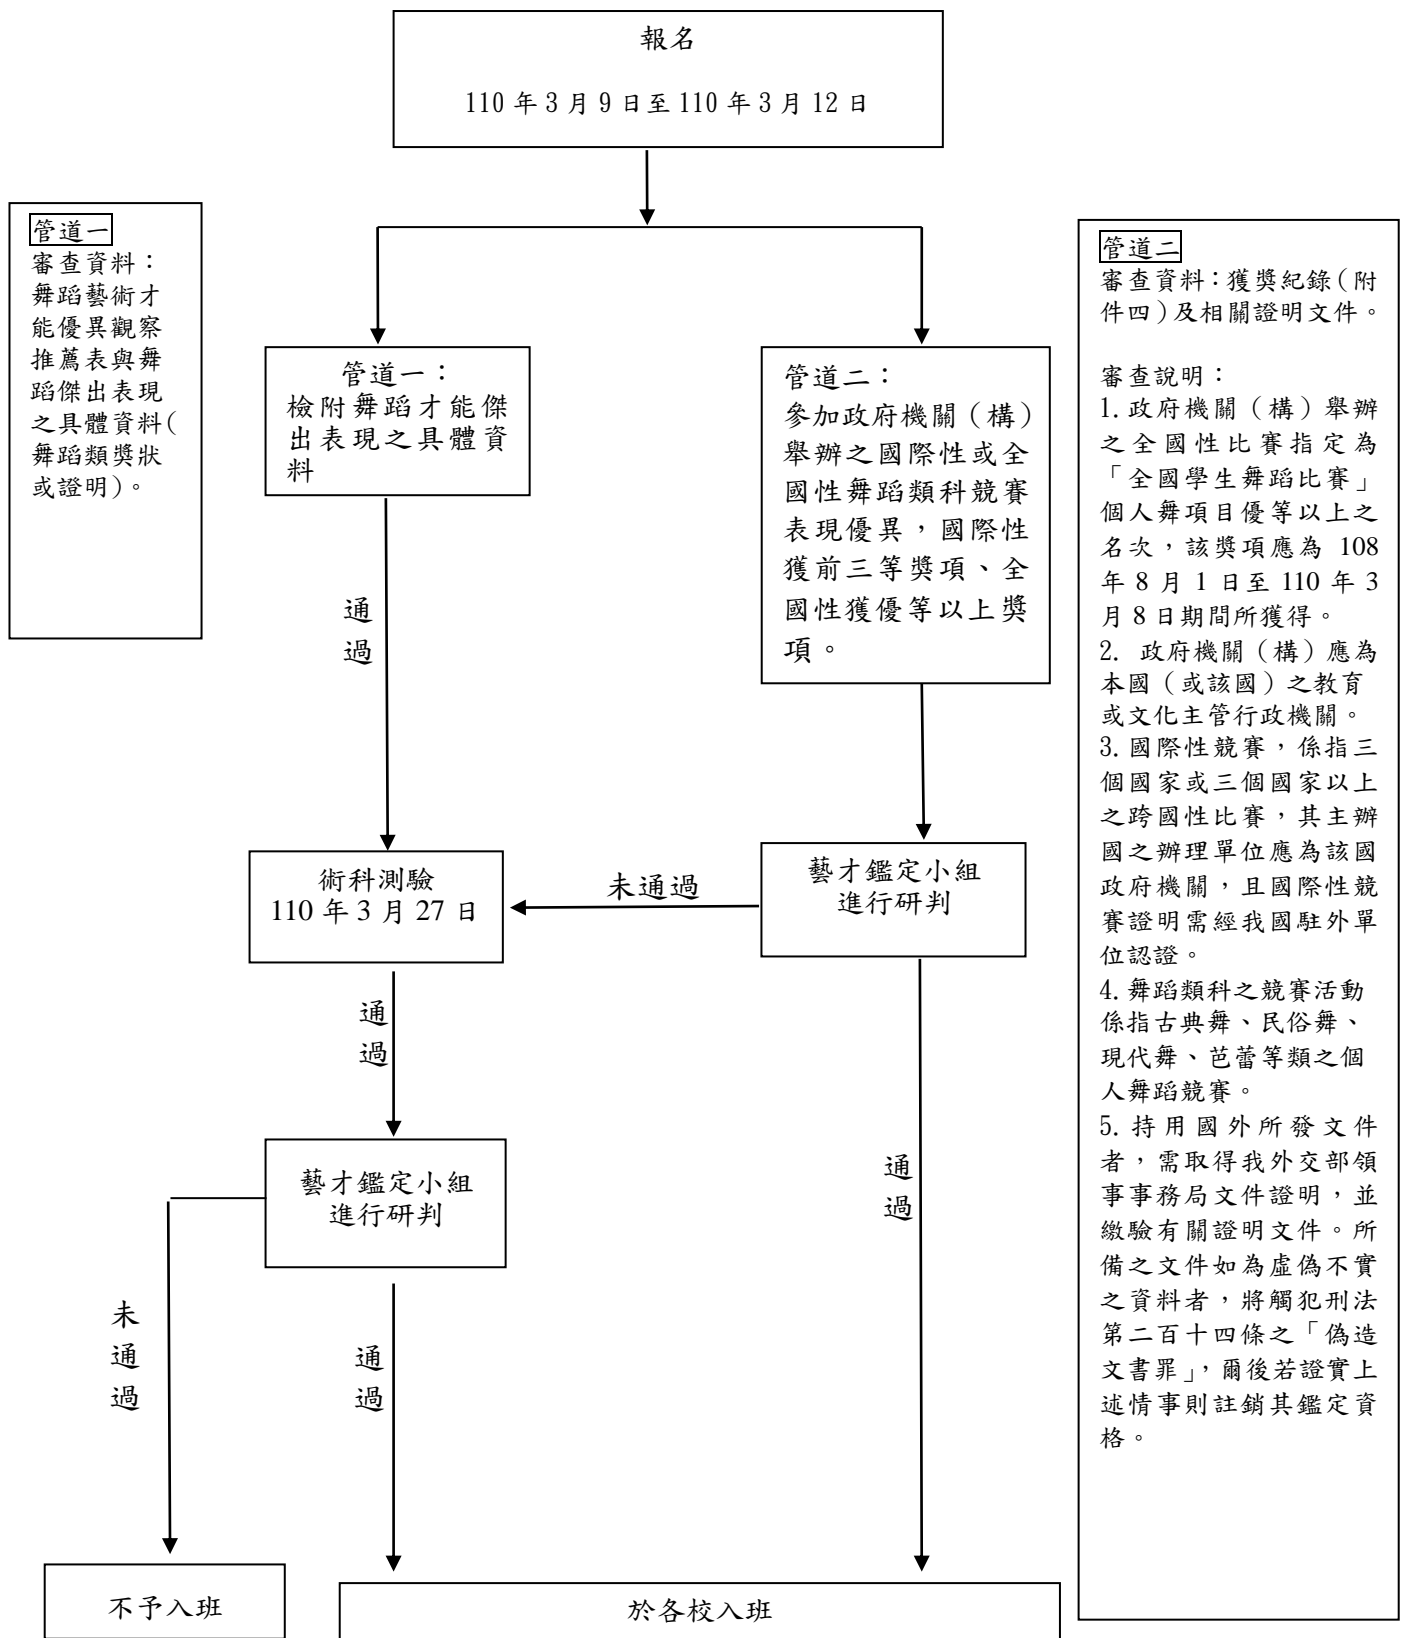 報名
110 年 3 月 9 日至 110 年 3 月 12 日
管道一
審查資料：
舞蹈藝術才
能優異觀察
推薦表與舞
蹈傑出表現
之具體資料(
舞蹈類獎狀
或證明)。
管道一：
檢附舞蹈才能傑
出表現之具體資
料
管道二：
參加政府機關（構）
舉辦之國際性或全
國性舞蹈類科競賽
表現優異，國際性
獲前三等獎項、全
國性獲優等以上獎
項。
管道二
審查資料：獲獎紀錄（附
件四）及相關證明文件。
審查說明：
1. 政府機關（構）舉辦
之全國性比賽指定為
「全國學生舞蹈比賽」
個人舞項目優等以上之
名次，該獎項應為 108
年 8 月 1 日至 110 年 3
月 8 日期間所獲得。
2. 政府機關（構）應為
本國（或該國）之教育
或文化主管行政機關。
3. 國際性競賽，係指三
個國家或三個國家以上
之跨國性比賽，其主辦
國之辦理單位應為該國
政府機關，且國際性競
賽證明需經我國駐外單
位認證。
4. 舞蹈類科之競賽活動
係指古典舞、民俗舞、
現代舞、芭蕾等類之個
人舞蹈競賽。
5. 持用國外所發文件
者，需取得我外交部領
事事務局文件證明，並
繳驗有關證明文件。所
備之文件如為虛偽不實
之資料者，將觸犯刑法
第二百十四條之「偽造
文書罪」，爾後若證實上
述情事則註銷其鑑定資
格。
通
過
術科測驗
110 年 3 月 27 日
未通過
藝才鑑定小組
進行研判
通
過
藝才鑑定小組
進行研判
通
過
未
通
過
通
過
不予入班
於各校入班